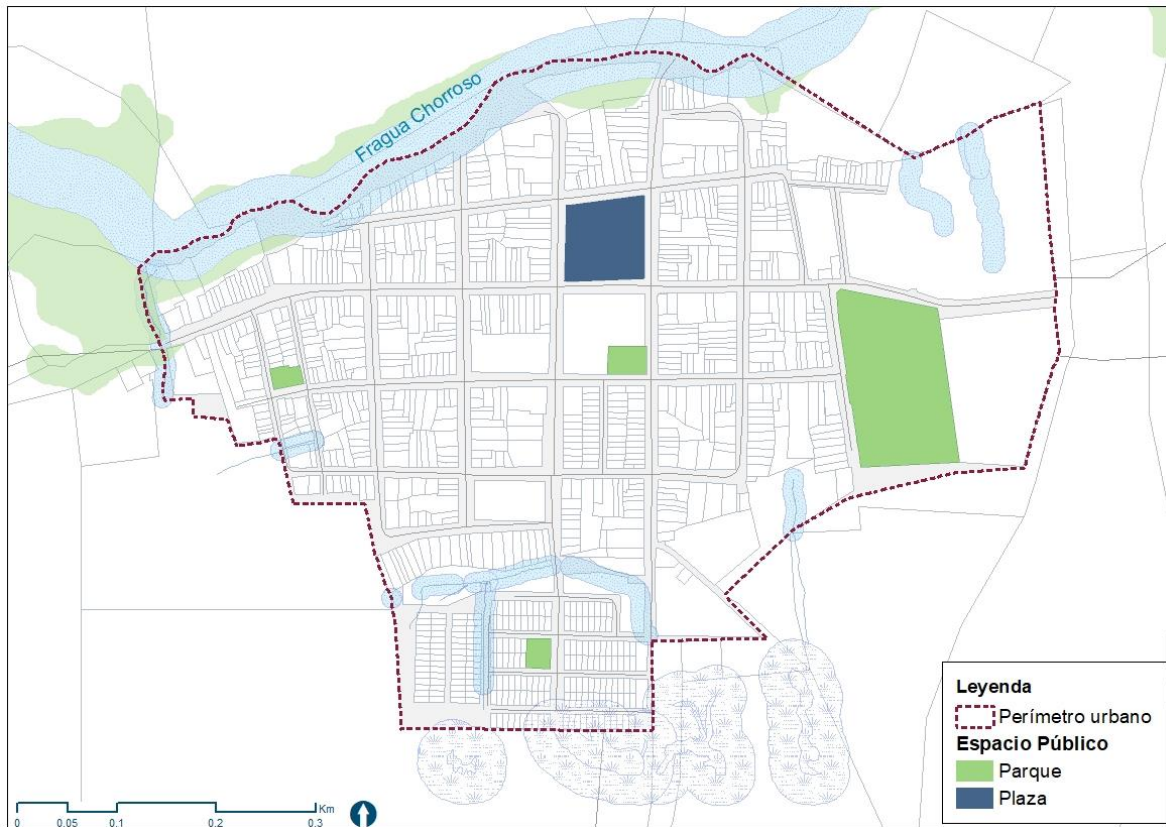 Fragua Chorroso
Leyenda
Perímetro urbano
Espacio Público
Parque
Plaza
Km
0 0.05 0.1 0.2 0.3